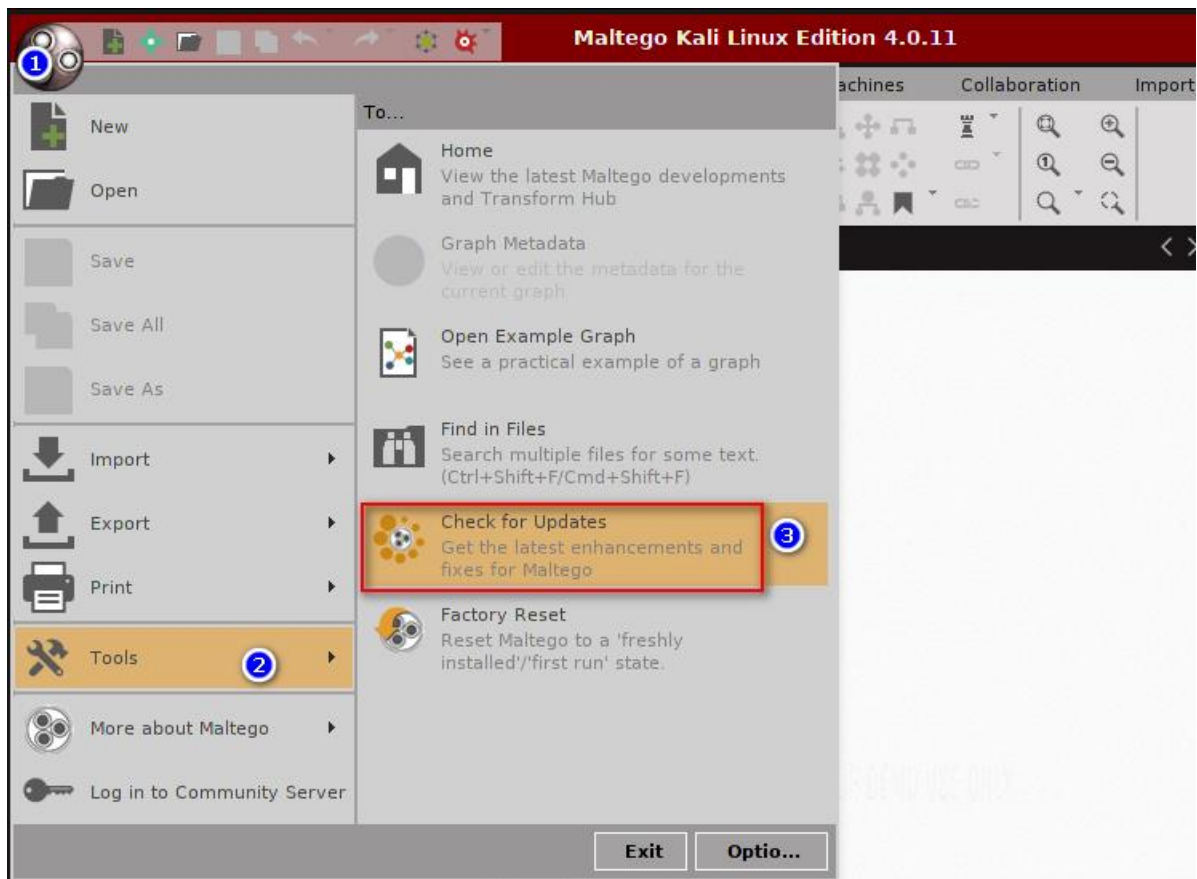 Maltego Kali Linux Edition 4.0.11
1
achines Collaboration Import
To...
New
Open
Save
Save All
Save As
Import
Export
Print
Tools
2
More about Maltego
Log in to Community Server
Home
View the latest Maltego developments
and Transform Hub
Graph Metadata
View or edit the metadata for the
current graph
Open Example Graph
See a practical example of a graph
Find in Files
Search multiple files for some text.
(Ctrl+Shift+F/Cmd+Shift+F)
Check for Updates
3
Get the latest enhancements and
fixes for Maltego
Factory Reset
Reset Maltego to a 'freshly
installed'/'first run' state.
Exit Optio...